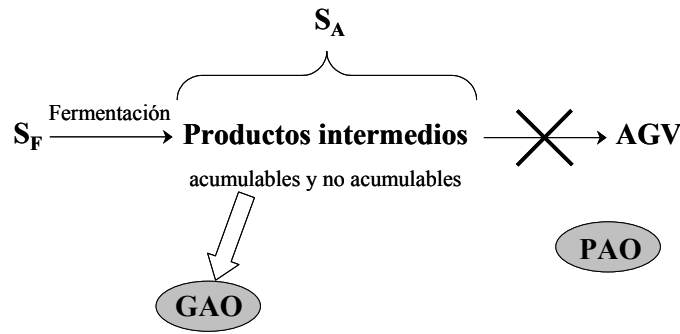 S_A
Fermentación
S_F Productos intermedios AGV
acumulables y no acumulables
PAO
GAO